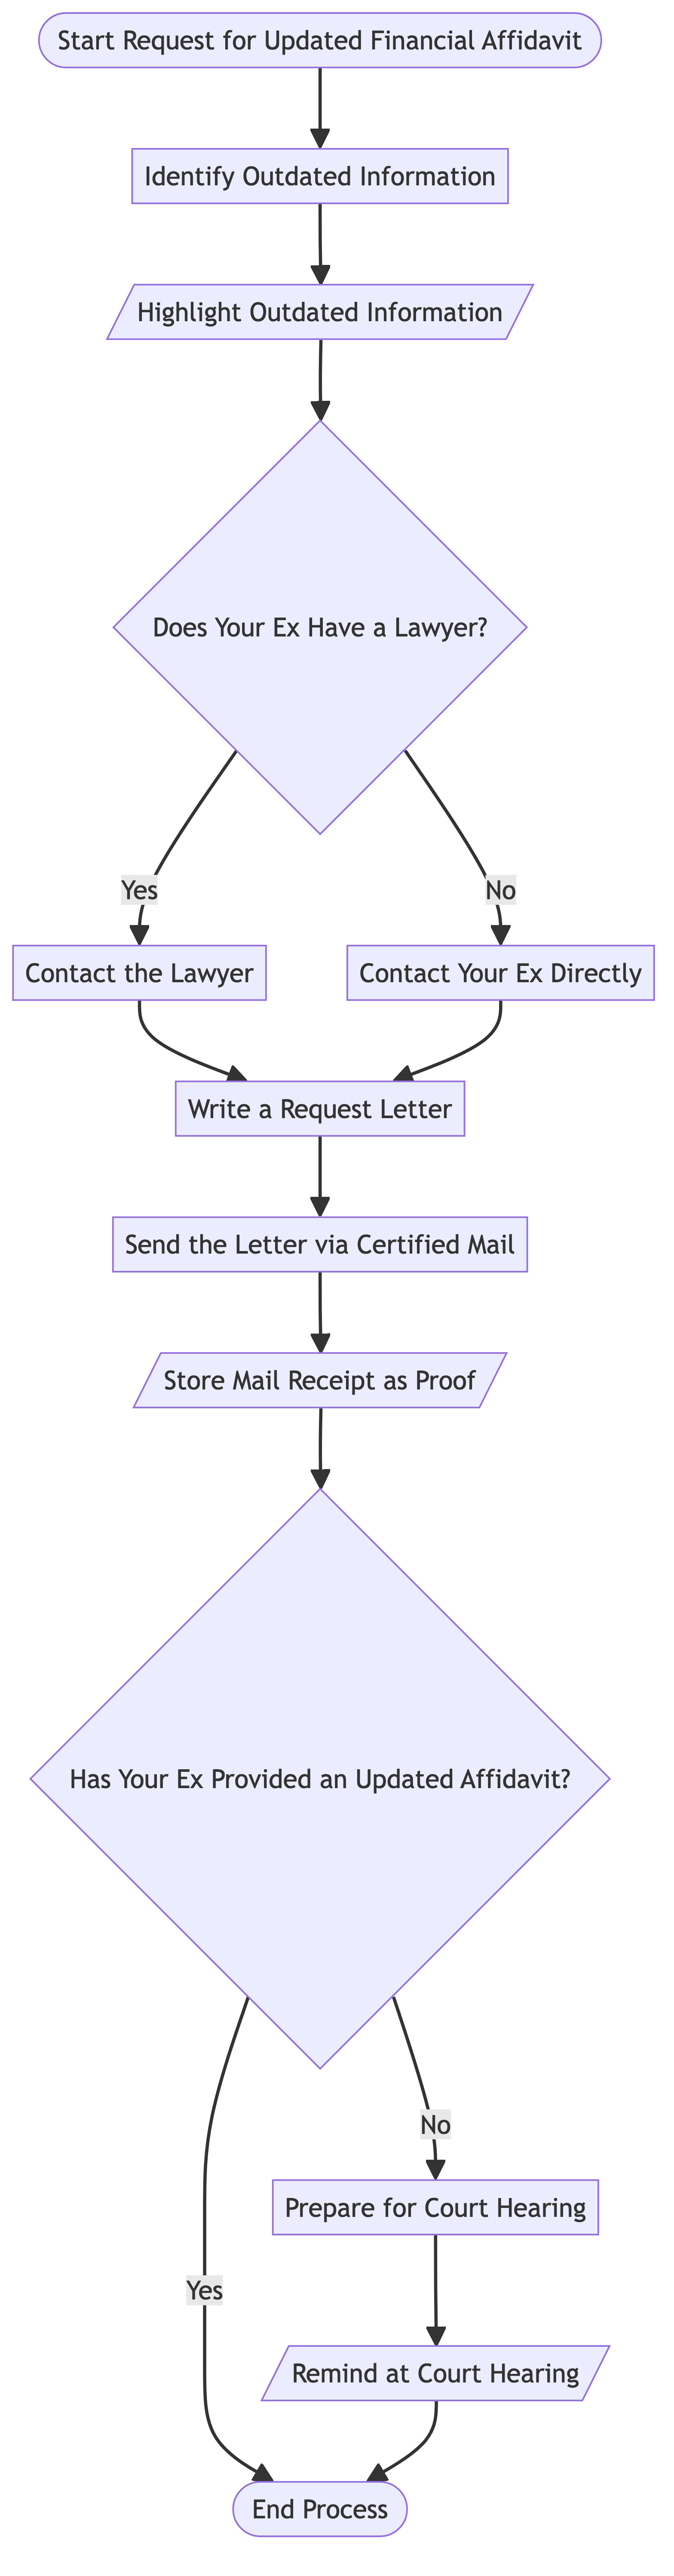 Start Request for Updated Financial Affidavit
Identify Outdated Information
Highlight Outdated Information
Does Your Ex Have a Lawyer?
Yes
No
Contact the Lawyer
Contact Your Ex Directly
Write a Request Letter
Send the Letter via Certified Mail
Store Mail Receipt as Proof
Has Your Ex Provided an Updated Affidavit?
No
Prepare for Court Hearing
Yes
Remind at Court Hearing
End Process